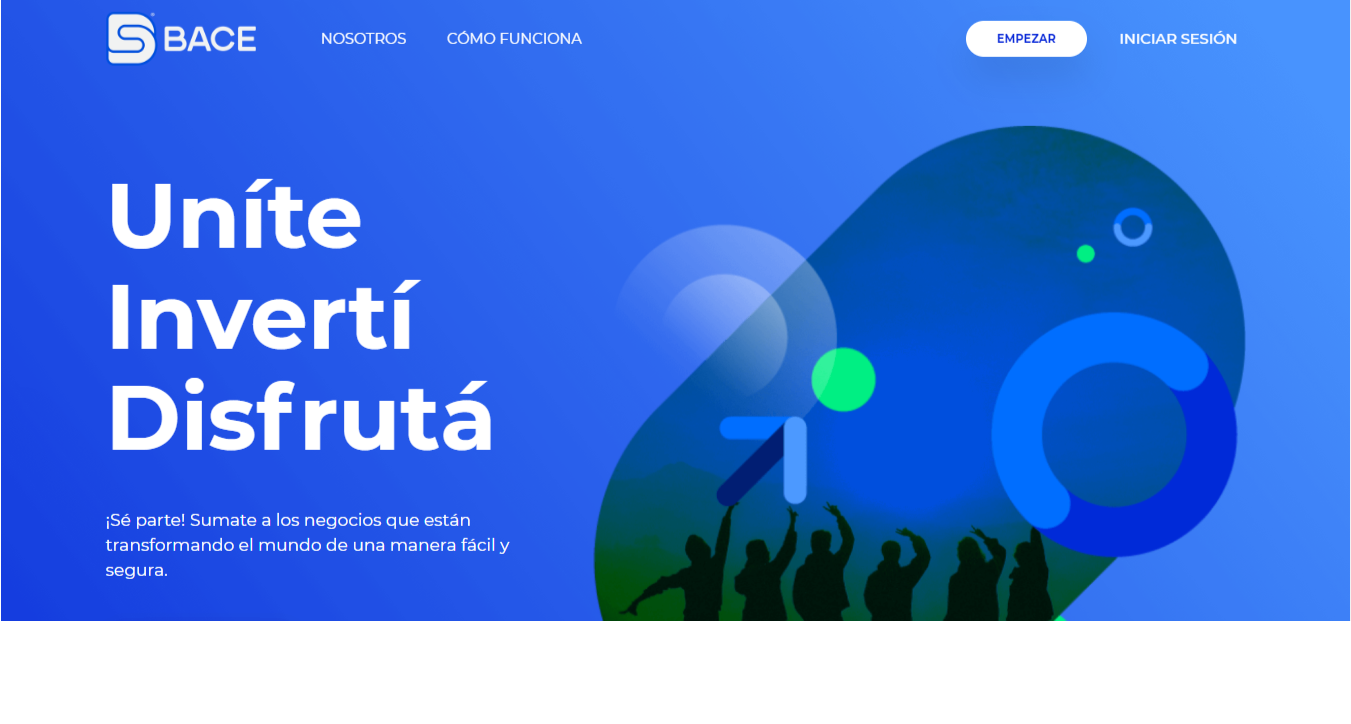 BACE
NOSOTROS
CÓMO FUNCIONA
EMPEZAR
INICIAR SESIÓN
Uníte
Invertí
Disfrutá
¡Sé parte! Sumate a los negocios que están
transformando el mundo de una manera fácil y
segura.